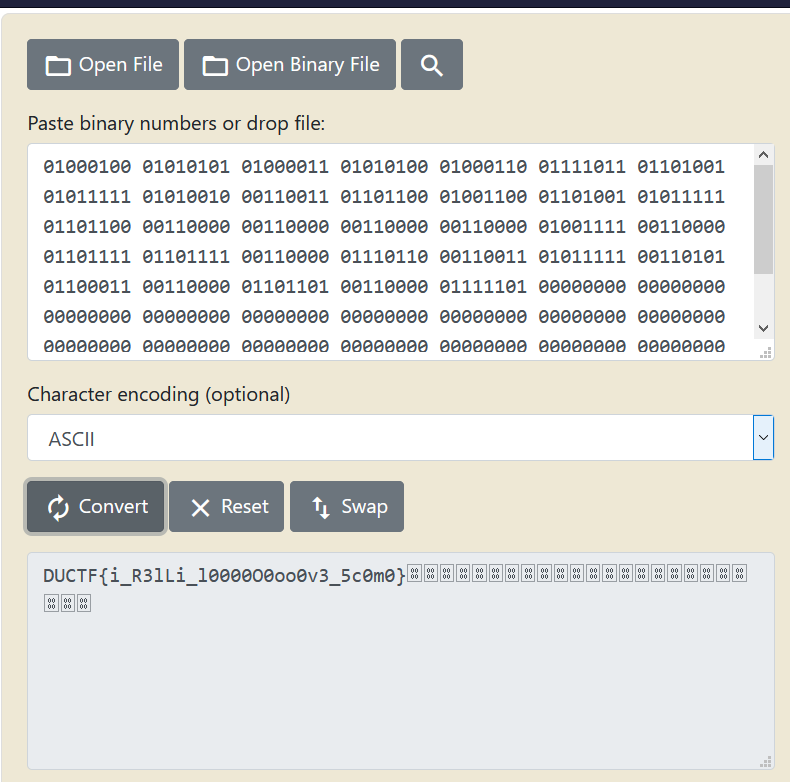 Open File Open Binary File
Paste binary numbers or drop file:
01000100 01010101 01000011 01010100 01000110 01111011 01101001
01011111 01010010 00110011 01101100 01001100 01101001 01011111
01101100 00110000 00110000 00110000 00110000 01001111 00110000
01101111 01101111 00110000 01110110 00110011 01011111 00110101
01100011 00110000 01101101 00110000 01111101 00000000 00000000
00000000 00000000 00000000 00000000 00000000 00000000 00000000
00000000 00000000 00000000 00000000 00000000 00000000 00000000
Character encoding (optional)
ASCII
Convert Reset Swap
DUCTF{i_R3lLi_l0000O0oo0v3_5c0m0}